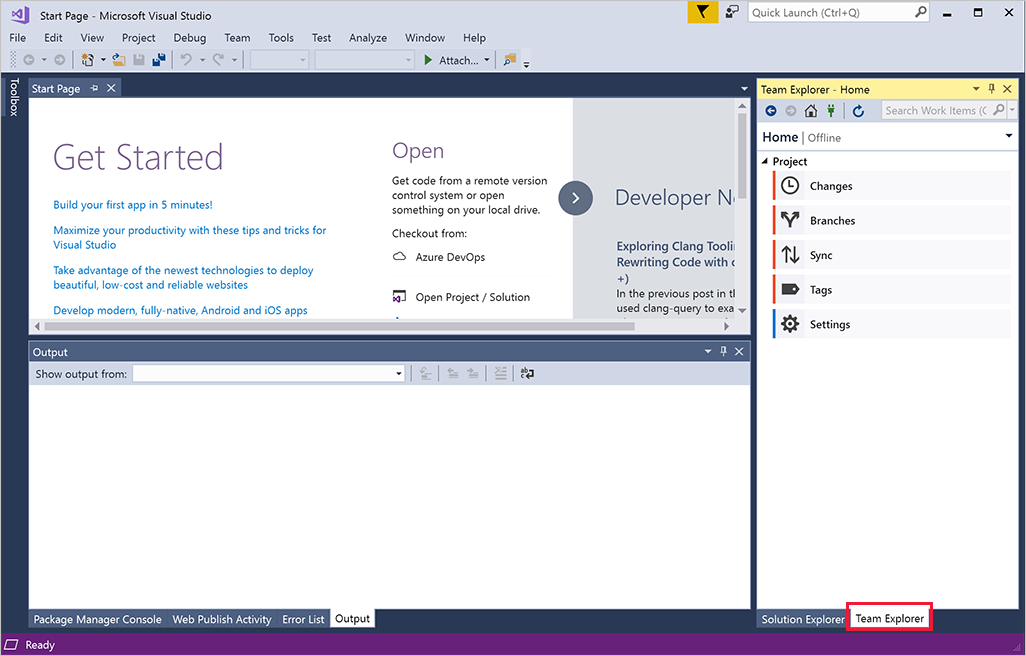 Start Page - Microsoft Visual Studio
Quick Launch (Ctrl+Q)
File Edit View Project Debug Team Tools Test Analyze Window Help
Attach...
Toolbox
Start Page
Get Started
Build your first app in 5 minutes!
Maximize your productivity with these tips and tricks for
Visual Studio
Take advantage of the newest technologies to deploy
beautiful, low-cost and reliable websites
Develop modern, fully-native, Android and iOS apps
Open
Get code from a remote version
control system or open
something on your local drive.
Checkout from:
Azure DevOps
Open Project / Solution
Developer Ne
Exploring Clang Toolin
Rewriting Code with c
+)
In the previous post in th
used clang-query to exa
Output
Show output from:
Package Manager Console Web Publish Activity Error List Output
Team Explorer - Home
Search Work Items (C
Home | Offline
Project
Changes
Branches
Sync
Tags
Settings
Solution Explorer Team Explorer
Ready